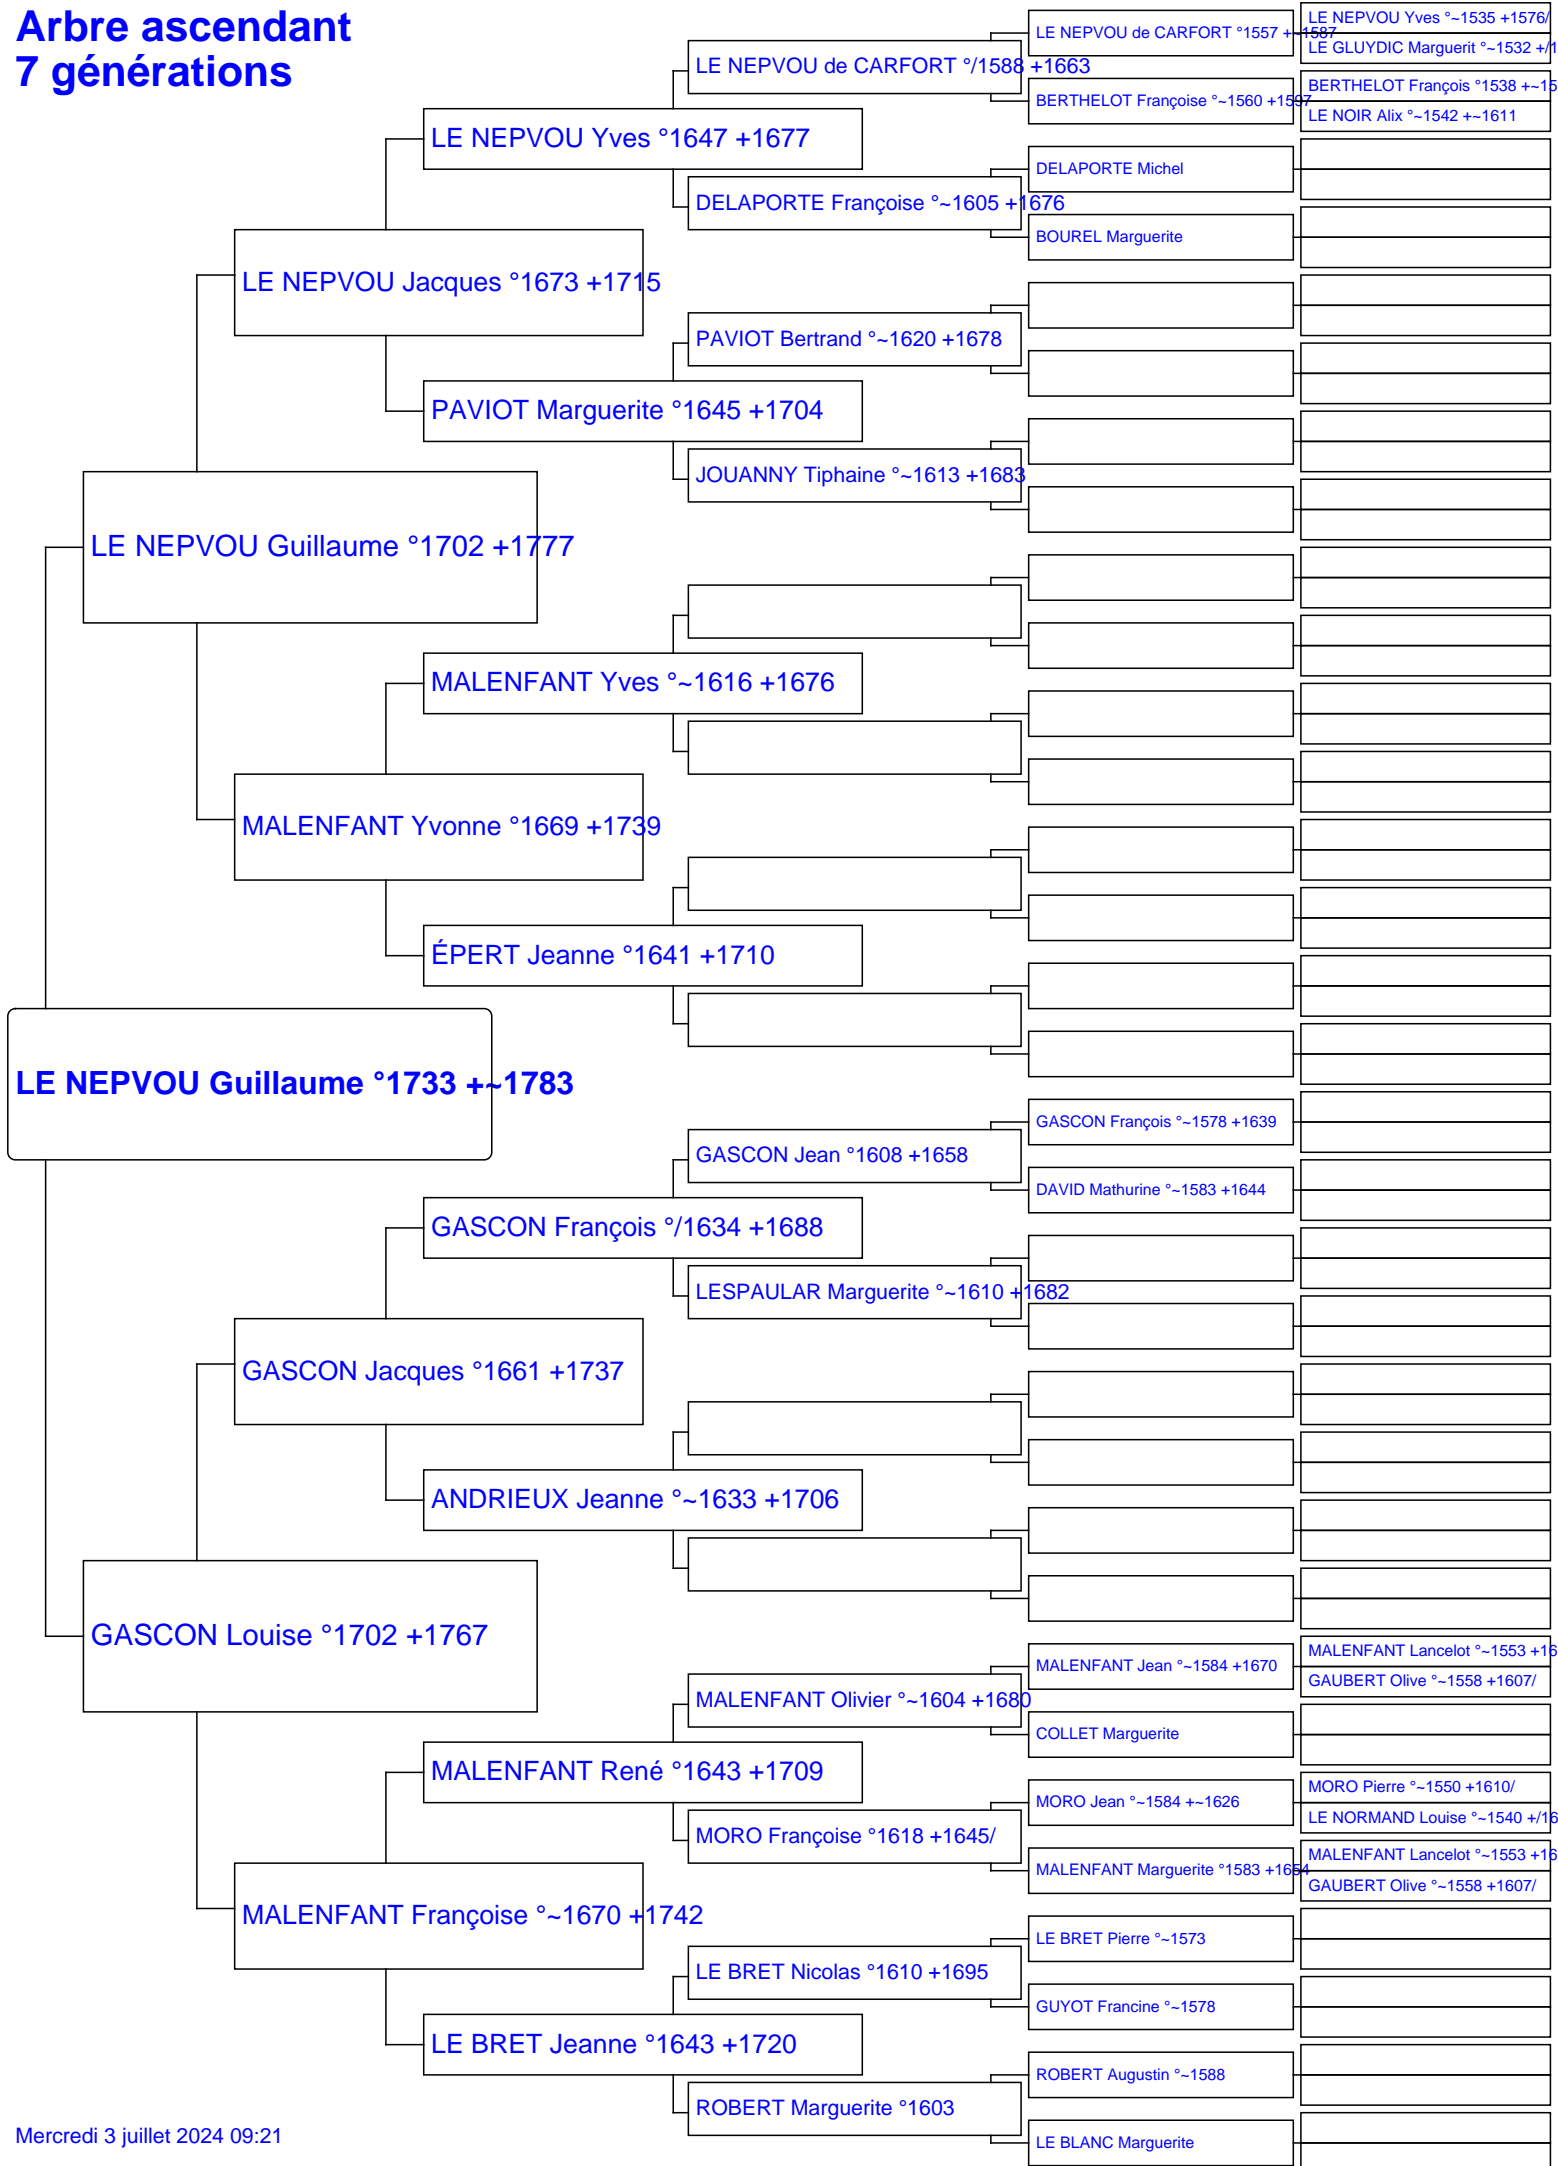 Arbre ascendant
7 générations
LE NEPVOU Guillaume °1733 +~1783
LE NEPVOU Guillaume °1702 +1777
GASCON Louise °1702 +1767
LE NEPVOU Jacques °1673 +1715
MALENFANT Yvonne °1669 +1739
GASCON Jacques °1661 +1737
MALENFANT Françoise °~1670 +1742
LE NEPVOU Yves °1647 +1677
PAVIOT Marguerite °1645 +1704
MALENFANT Yves °~1616 +1676
ÉPERT Jeanne °1641 +1710
GASCON François °/1634 +1688
ANDRIEUX Jeanne °~1633 +1706
MALENFANT René °1643 +1709
LE BRET Jeanne °1643 +1720
LE NEPVOU de CARFORT °/1588 +1663
DELAPORTE Françoise °~1605 +1676
PAVIOT Bertrand °~1620 +1678
JOUANNY Tiphaine °~1613 +1683
GASCON Jean °1608 +1658
LESPAULAR Marguerite °~1610 +1682
MALENFANT Olivier °~1604 +1680
MORO Françoise °1618 +1645/
LE BRET Nicolas °1610 +1695
ROBERT Marguerite °1603
LE NEPVOU de CARFORT °1557 +~1587
BERTHELOT Françoise °~1560 +1597
DELAPORTE Michel
BOUREL Marguerite
GASCON François °~1578 +1639
DAVID Mathurine °~1583 +1644
MALENFANT Jean °~1584 +1670
COLLET Marguerite
MORO Jean °~1584 +~1626
MALENFANT Marguerite °1583 +1654
LE BRET Pierre °~1573
GUYOT Francine °~1578
ROBERT Augustin °~1588
LE BLANC Marguerite
LE NEPVOU Yves °~1535 +1576/
LE GLUYDIC Marguerit °~1532 +/1
BERTHELOT François °1538 +~15
LE NOIR Alix °~1542 +~1611
MALENFANT Lancelot °~1553 +16
GAUBERT Olive °~1558 +1607/
MORO Pierre °~1550 +1610/
LE NORMAND Louise °~1540 +/16
MALENFANT Lancelot °~1553 +16
GAUBERT Olive °~1558 +1607/
Mercredi 3 juillet 2024 09:21